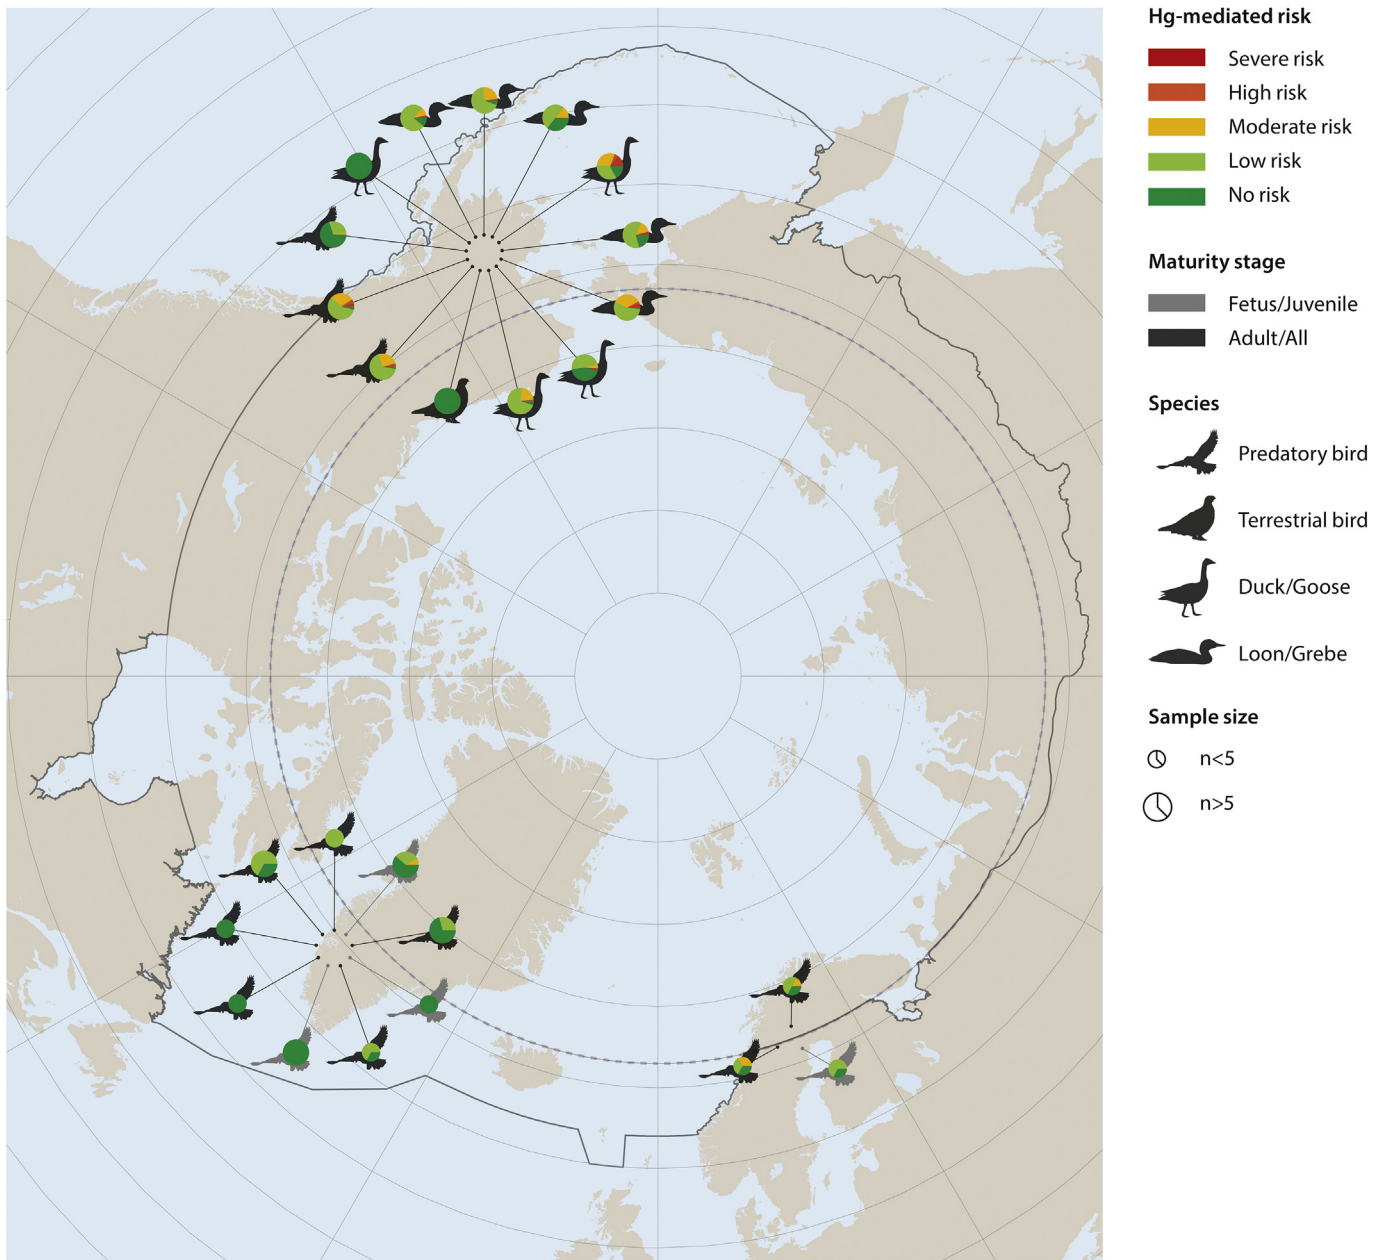 Hg-mediated risk
Severe risk
High risk
Moderate risk
Low risk
No risk
Maturity stage
Fetus/Juvenile
Adult/All
Species
Predatory bird
Terrestrial bird
Duck/Goose
Loon/Grebe
Sample size
n<5
n>5